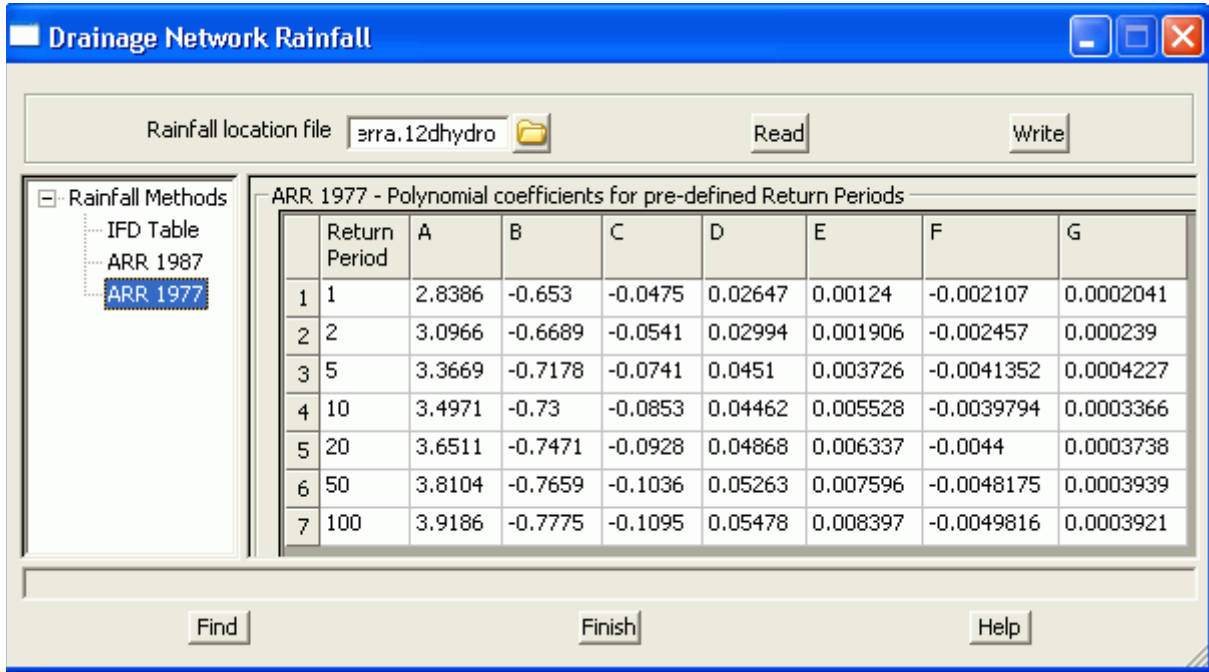 Drainage Network Rainfall
Rainfall location file erra.12dhydro Read Write
Rainfall Methods
IFD Table
ARR 1987
ARR 1977
ARR 1977 - Polynomial coefficients for pre-defined Return Periods
Return Period A B C D E F G
1 1 2.8386 -0.653 -0.0475 0.02647 0.00124 -0.002107 0.0002041
2 2 3.0966 -0.6689 -0.0541 0.02994 0.001906 -0.002457 0.000239
3 5 3.3669 -0.7178 -0.0741 0.0451 0.003726 -0.0041352 0.0004227
4 10 3.4971 -0.73 -0.0853 0.04462 0.005528 -0.0039794 0.0003366
5 20 3.6511 -0.7471 -0.0928 0.04868 0.006337 -0.0044 0.0003738
6 50 3.8104 -0.7659 -0.1036 0.05263 0.007596 -0.0048175 0.0003939
7 100 3.9186 -0.7775 -0.1095 0.05478 0.008397 -0.0049816 0.0003921
Find Finish Help